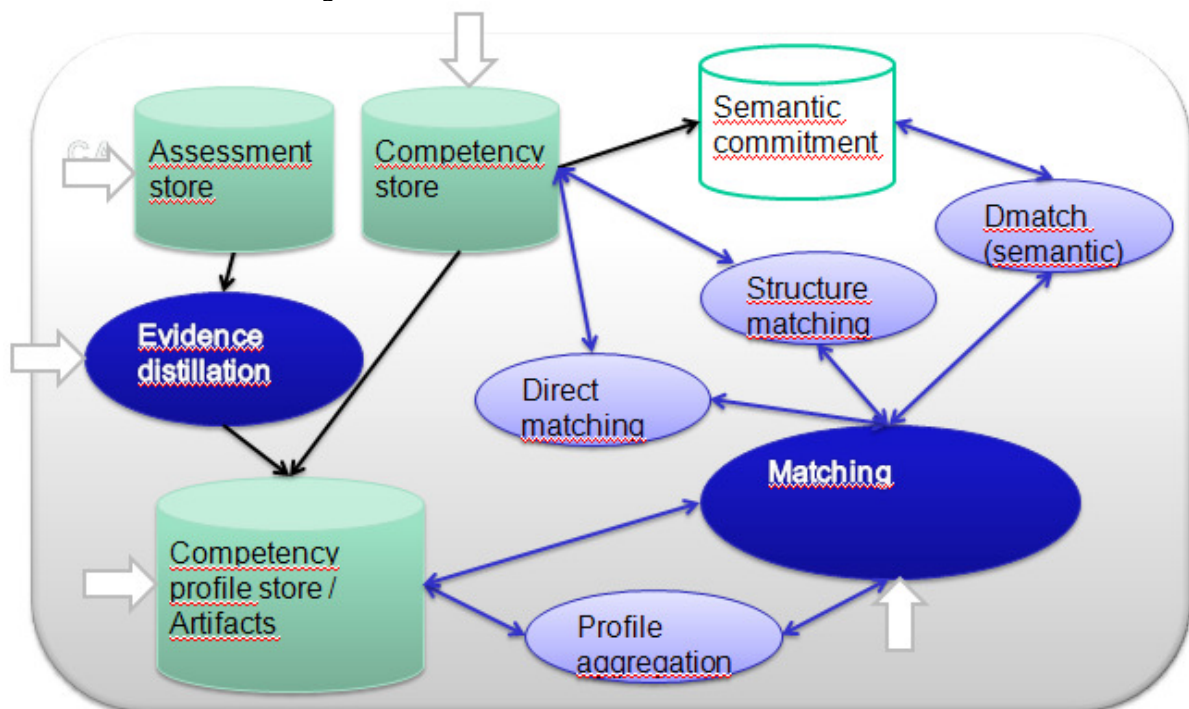 Assessment
store
Competency
store
Semantic
commitment
Dmatch
(semantic)
Structure
matching
Evidence
distillation
Direct
matching
Matching
Competency
profile store /
Artifacts
Profile
aggregation